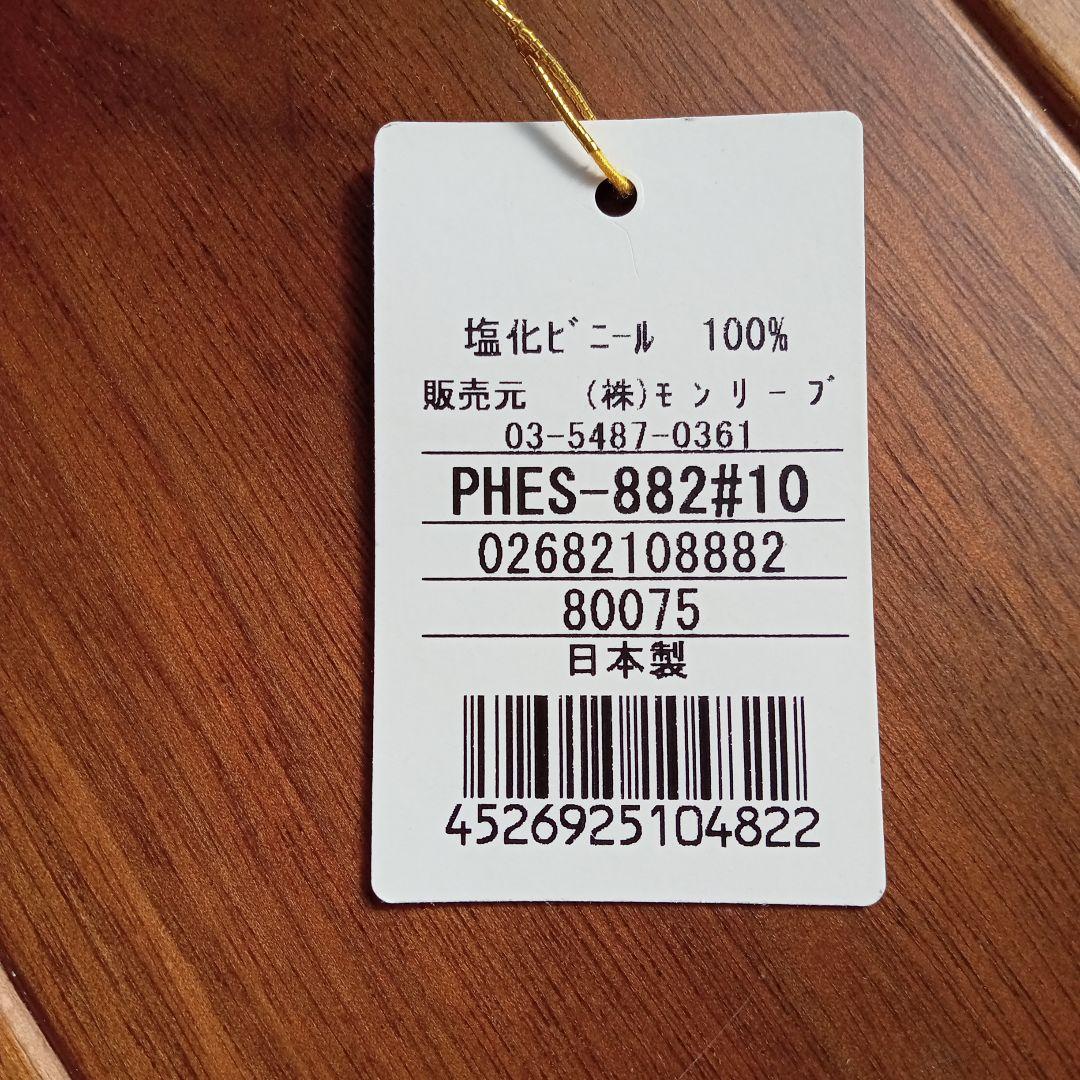 塩化ﾋﾞﾆｰﾙ 100%
販売元 (株)ﾓﾝﾘｰﾌﾞ
03-5487-0361
PHES-882#10
02682108882
80075
日本製
4526925104822